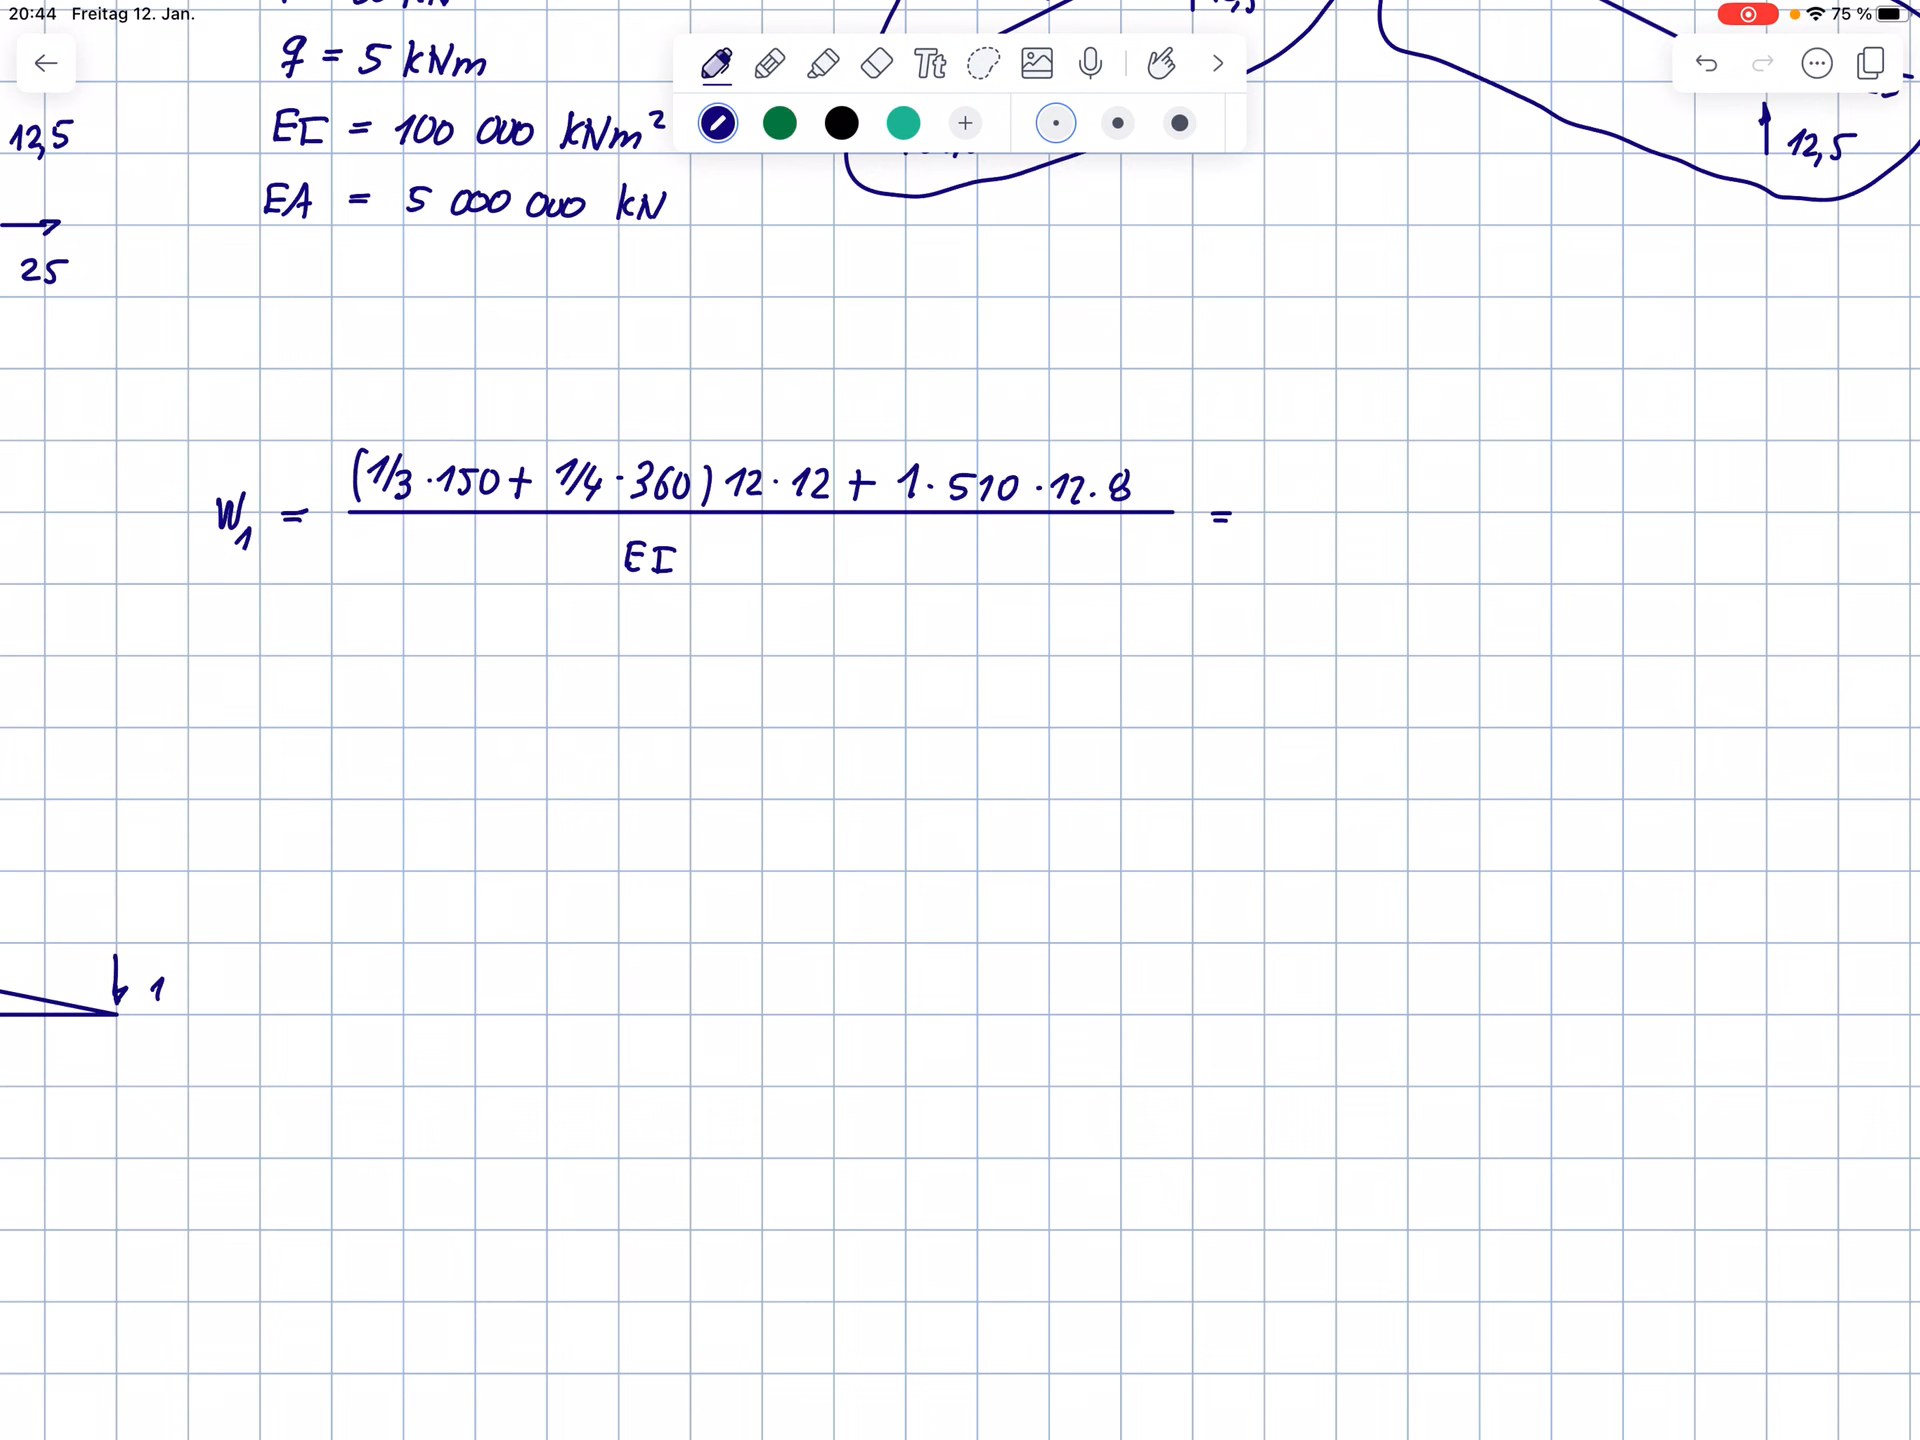 20:44 Freitag 12. Jan. 75 %
q = 5 kNm
Tt
12,5
EI = 100 000 kNm²
12,5
EA = 5 000 000 kN
25
W₁ = (1/3 · 150 + 1/4 · 360) 12 · 12 + 1 · 510 · 12 · 8 =
EI
1